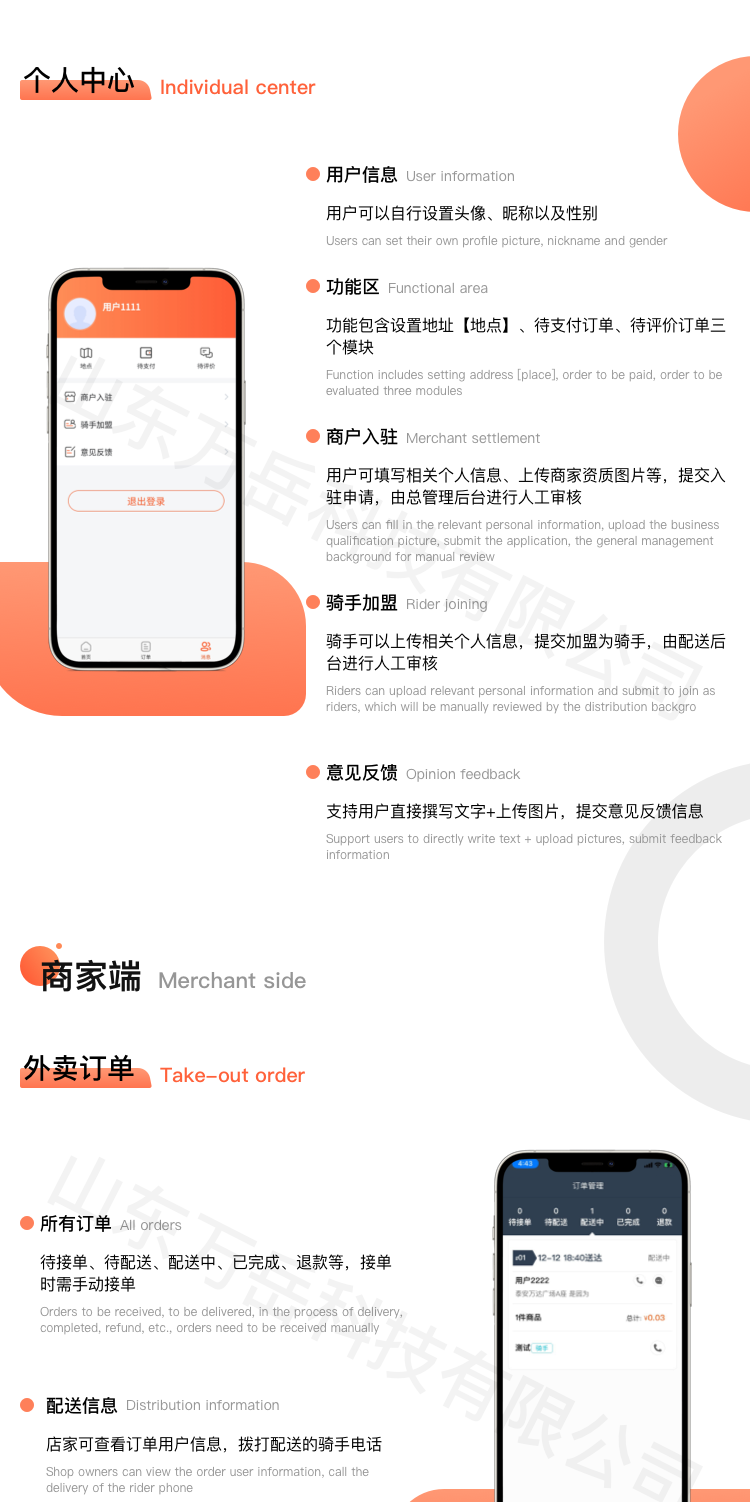 个人中心 Individual center
用户信息 User information
用户可以自行设置头像、昵称以及性别
Users can set their own profile picture, nickname and gender
功能区 Functional area
功能包含设置地址【地点】、待支付订单、待评价订单三
个模块
Function includes setting address [place], order to be paid, order to be
evaluated three modules
商户入驻 Merchant settlement
用户可填写相关个人信息、上传商家资质图片等，提交入
驻申请，由总管理后台进行人工审核
Users can fill in the relevant personal information, upload the business
qualification picture, submit the application, the general management
background for manual review
骑手加盟 Rider joining
骑手可以上传相关个人信息，提交加盟为骑手，由配送后
台进行人工审核
Riders can upload relevant personal information and submit to join as
riders, which will be manually reviewed by the distribution backgro
意见反馈 Opinion feedback
支持用户直接撰写文字+上传图片，提交意见反馈信息
Support users to directly write text + upload pictures, submit feedback
information
用户1111
地点 待支付 待评价
商户入驻
骑手加盟
意见反馈
退出登录
首页 订单
山东万岳科技有限公司
商家端 Merchant side
外卖订单 Take-out order
所有订单 All orders
待接单、待配送、配送中、已完成、退款等，接单
时需手动接单
Orders to be received, to be delivered, in the process of delivery,
completed, refund, etc., orders need to be received manually
配送信息 Distribution information
店家可查看订单用户信息，拨打配送的骑手电话
Shop owners can view the order user information, call the
delivery of the rider phone
4:43
订单管理
0 0 1 0 0
待接单 待配送 配送中 已完成 退款
#01 12-12 18:40送达 配送中
用户2222
泰安万达广场A座 是因为
1件商品 总计: ¥0.03
测试 骑手
山东万岳科技有限公司